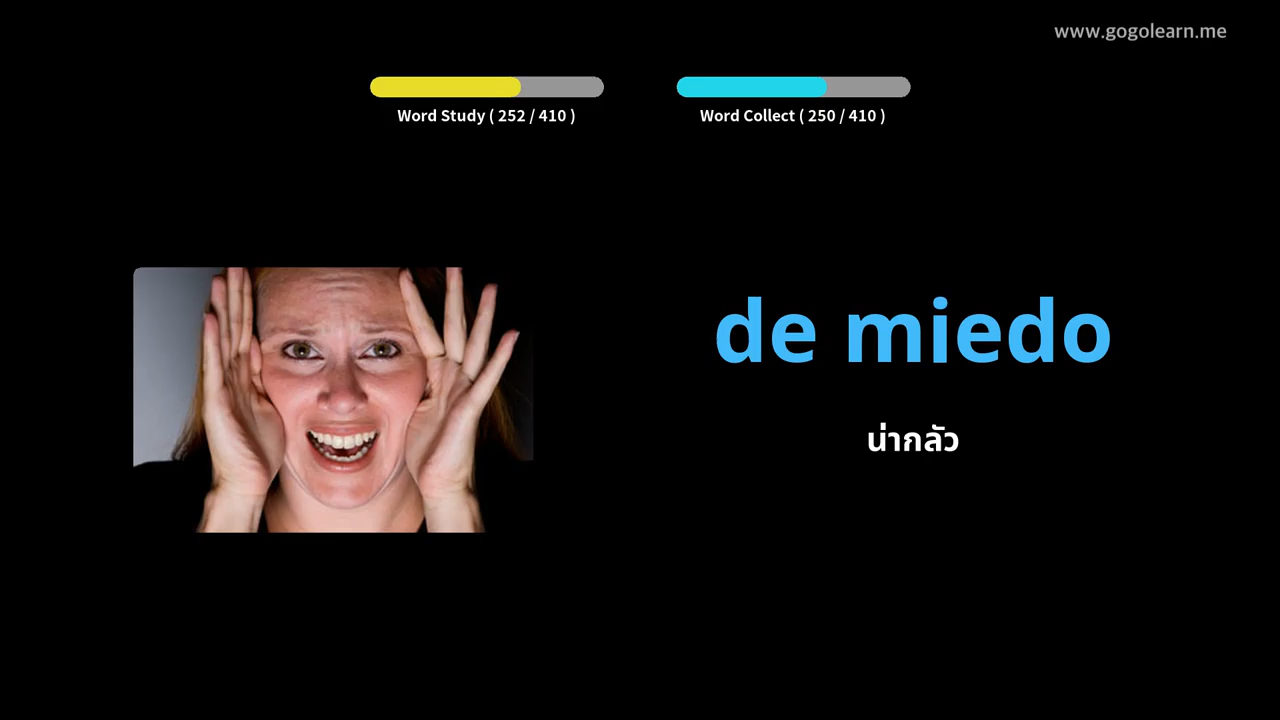 www.gogolearn.me
Word Study ( 252 / 410 )
Word Collect ( 250 / 410 )
de miedo
น่ากลัว